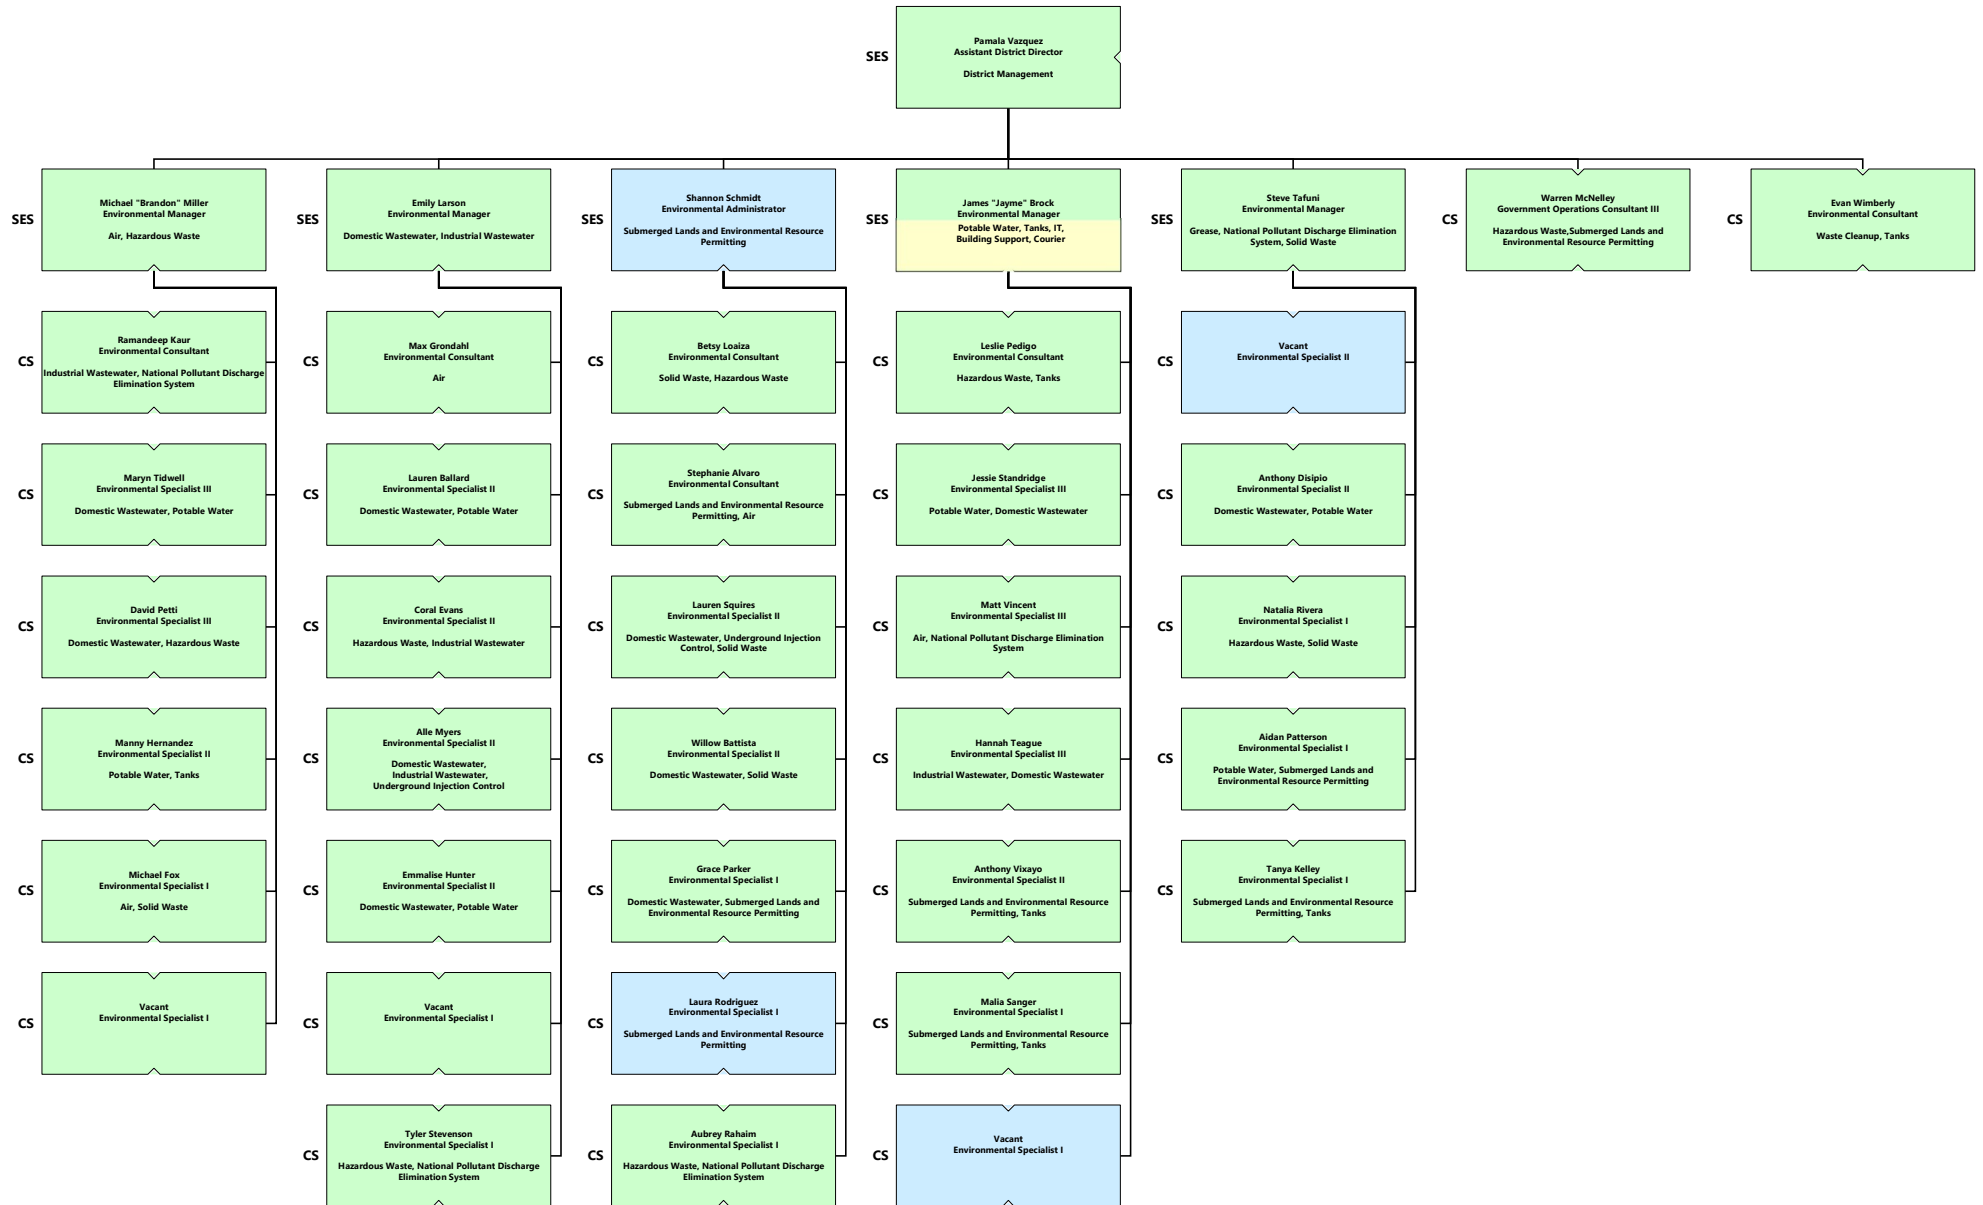 SES
Pamala Vazquez
Assistant District Director
District Management
SES
Michael "Brandon" Miller
Environmental Manager
Air, Hazardous Waste
SES
Emily Larson
Environmental Manager
Domestic Wastewater, Industrial Wastewater
SES
Shannon Schmidt
Environmental Administrator
Submerged Lands and Environmental Resource
Permitting
SES
James "Jayme" Brock
Environmental Manager
Potable Water, Tanks, IT,
Building Support, Courier
SES
Steve Tafuni
Environmental Manager
Grease, National Pollutant Discharge Elimination
System, Solid Waste
CS
Warren McNelley
Government Operations Consultant III
Hazardous Waste,Submerged Lands and
Environmental Resource Permitting
CS
Evan Wimberly
Environmental Consultant
Waste Cleanup, Tanks
CS
Ramandeep Kaur
Environmental Consultant
Industrial Wastewater, National Pollutant Discharge
Elimination System
CS
Max Grondahl
Environmental Consultant
Air
CS
Betsy Loaiza
Environmental Consultant
Solid Waste, Hazardous Waste
CS
Leslie Pedigo
Environmental Consultant
Hazardous Waste, Tanks
CS
Vacant
Environmental Specialist II
CS
Maryn Tidwell
Environmental Specialist III
Domestic Wastewater, Potable Water
CS
Lauren Ballard
Environmental Specialist II
Domestic Wastewater, Potable Water
CS
Stephanie Alvaro
Environmental Consultant
Submerged Lands and Environmental Resource
Permitting, Air
CS
Jessie Standridge
Environmental Specialist III
Potable Water, Domestic Wastewater
CS
Anthony Disipio
Environmental Specialist II
Domestic Wastewater, Potable Water
CS
David Petti
Environmental Specialist III
Domestic Wastewater, Hazardous Waste
CS
Coral Evans
Environmental Specialist II
Hazardous Waste, Industrial Wastewater
CS
Lauren Squires
Environmental Specialist II
Domestic Wastewater, Underground Injection
Control, Solid Waste
CS
Matt Vincent
Environmental Specialist III
Air, National Pollutant Discharge Elimination
System
CS
Natalia Rivera
Environmental Specialist I
Hazardous Waste, Solid Waste
CS
Manny Hernandez
Environmental Specialist II
Potable Water, Tanks
CS
Alle Myers
Environmental Specialist II
Domestic Wastewater,
Industrial Wastewater,
Underground Injection Control
CS
Willow Battista
Environmental Specialist II
Domestic Wastewater, Solid Waste
CS
Hannah Teague
Environmental Specialist III
Industrial Wastewater, Domestic Wastewater
CS
Aidan Patterson
Environmental Specialist I
Potable Water, Submerged Lands and
Environmental Resource Permitting
CS
Michael Fox
Environmental Specialist I
Air, Solid Waste
CS
Emmalise Hunter
Environmental Specialist II
Domestic Wastewater, Potable Water
CS
Grace Parker
Environmental Specialist I
Domestic Wastewater, Submerged Lands and
Environmental Resource Permitting
CS
Anthony Vixayo
Environmental Specialist II
Submerged Lands and Environmental Resource
Permitting, Tanks
CS
Tanya Kelley
Environmental Specialist I
Submerged Lands and Environmental Resource
Permitting, Tanks
CS
Vacant
Environmental Specialist I
CS
Vacant
Environmental Specialist I
CS
Laura Rodriguez
Environmental Specialist I
Submerged Lands and Environmental Resource
Permitting
CS
Malia Sanger
Environmental Specialist I
Submerged Lands and Environmental Resource
Permitting, Tanks
CS
Tyler Stevenson
Environmental Specialist I
Hazardous Waste, National Pollutant Discharge
Elimination System
CS
Aubrey Rahaim
Environmental Specialist I
Hazardous Waste, National Pollutant Discharge
Elimination System
CS
Vacant
Environmental Specialist I